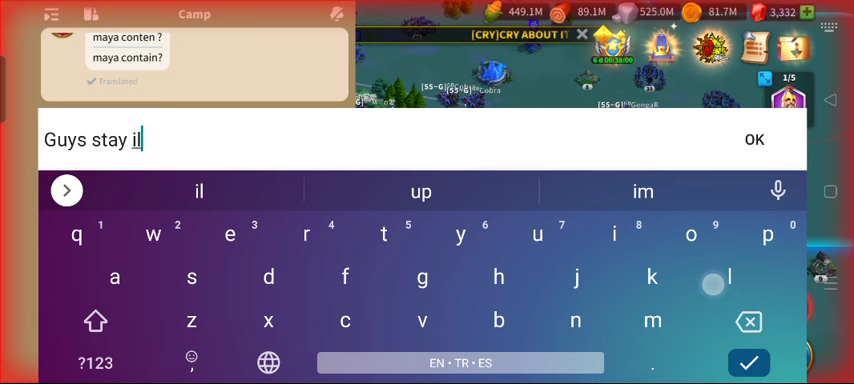 Camp
449.1M
89.1M
525.0M
81.7M
3,332
[CRY]CRY ABOUT IT
maya conten ?
maya contain?
Translated
6 d 06:38:00
1/5
[55~G]
Cobra
[55~G]
Cobra
[55~G]
GengaR
Guys stay il
OK
il
up
im
q 1 w 2 e 3 r 4 t 5 y 6 u 7 i 8 o 9 p 0
a s d f g h j k l
z x c v b n m
?123
,
EN • TR • ES
.